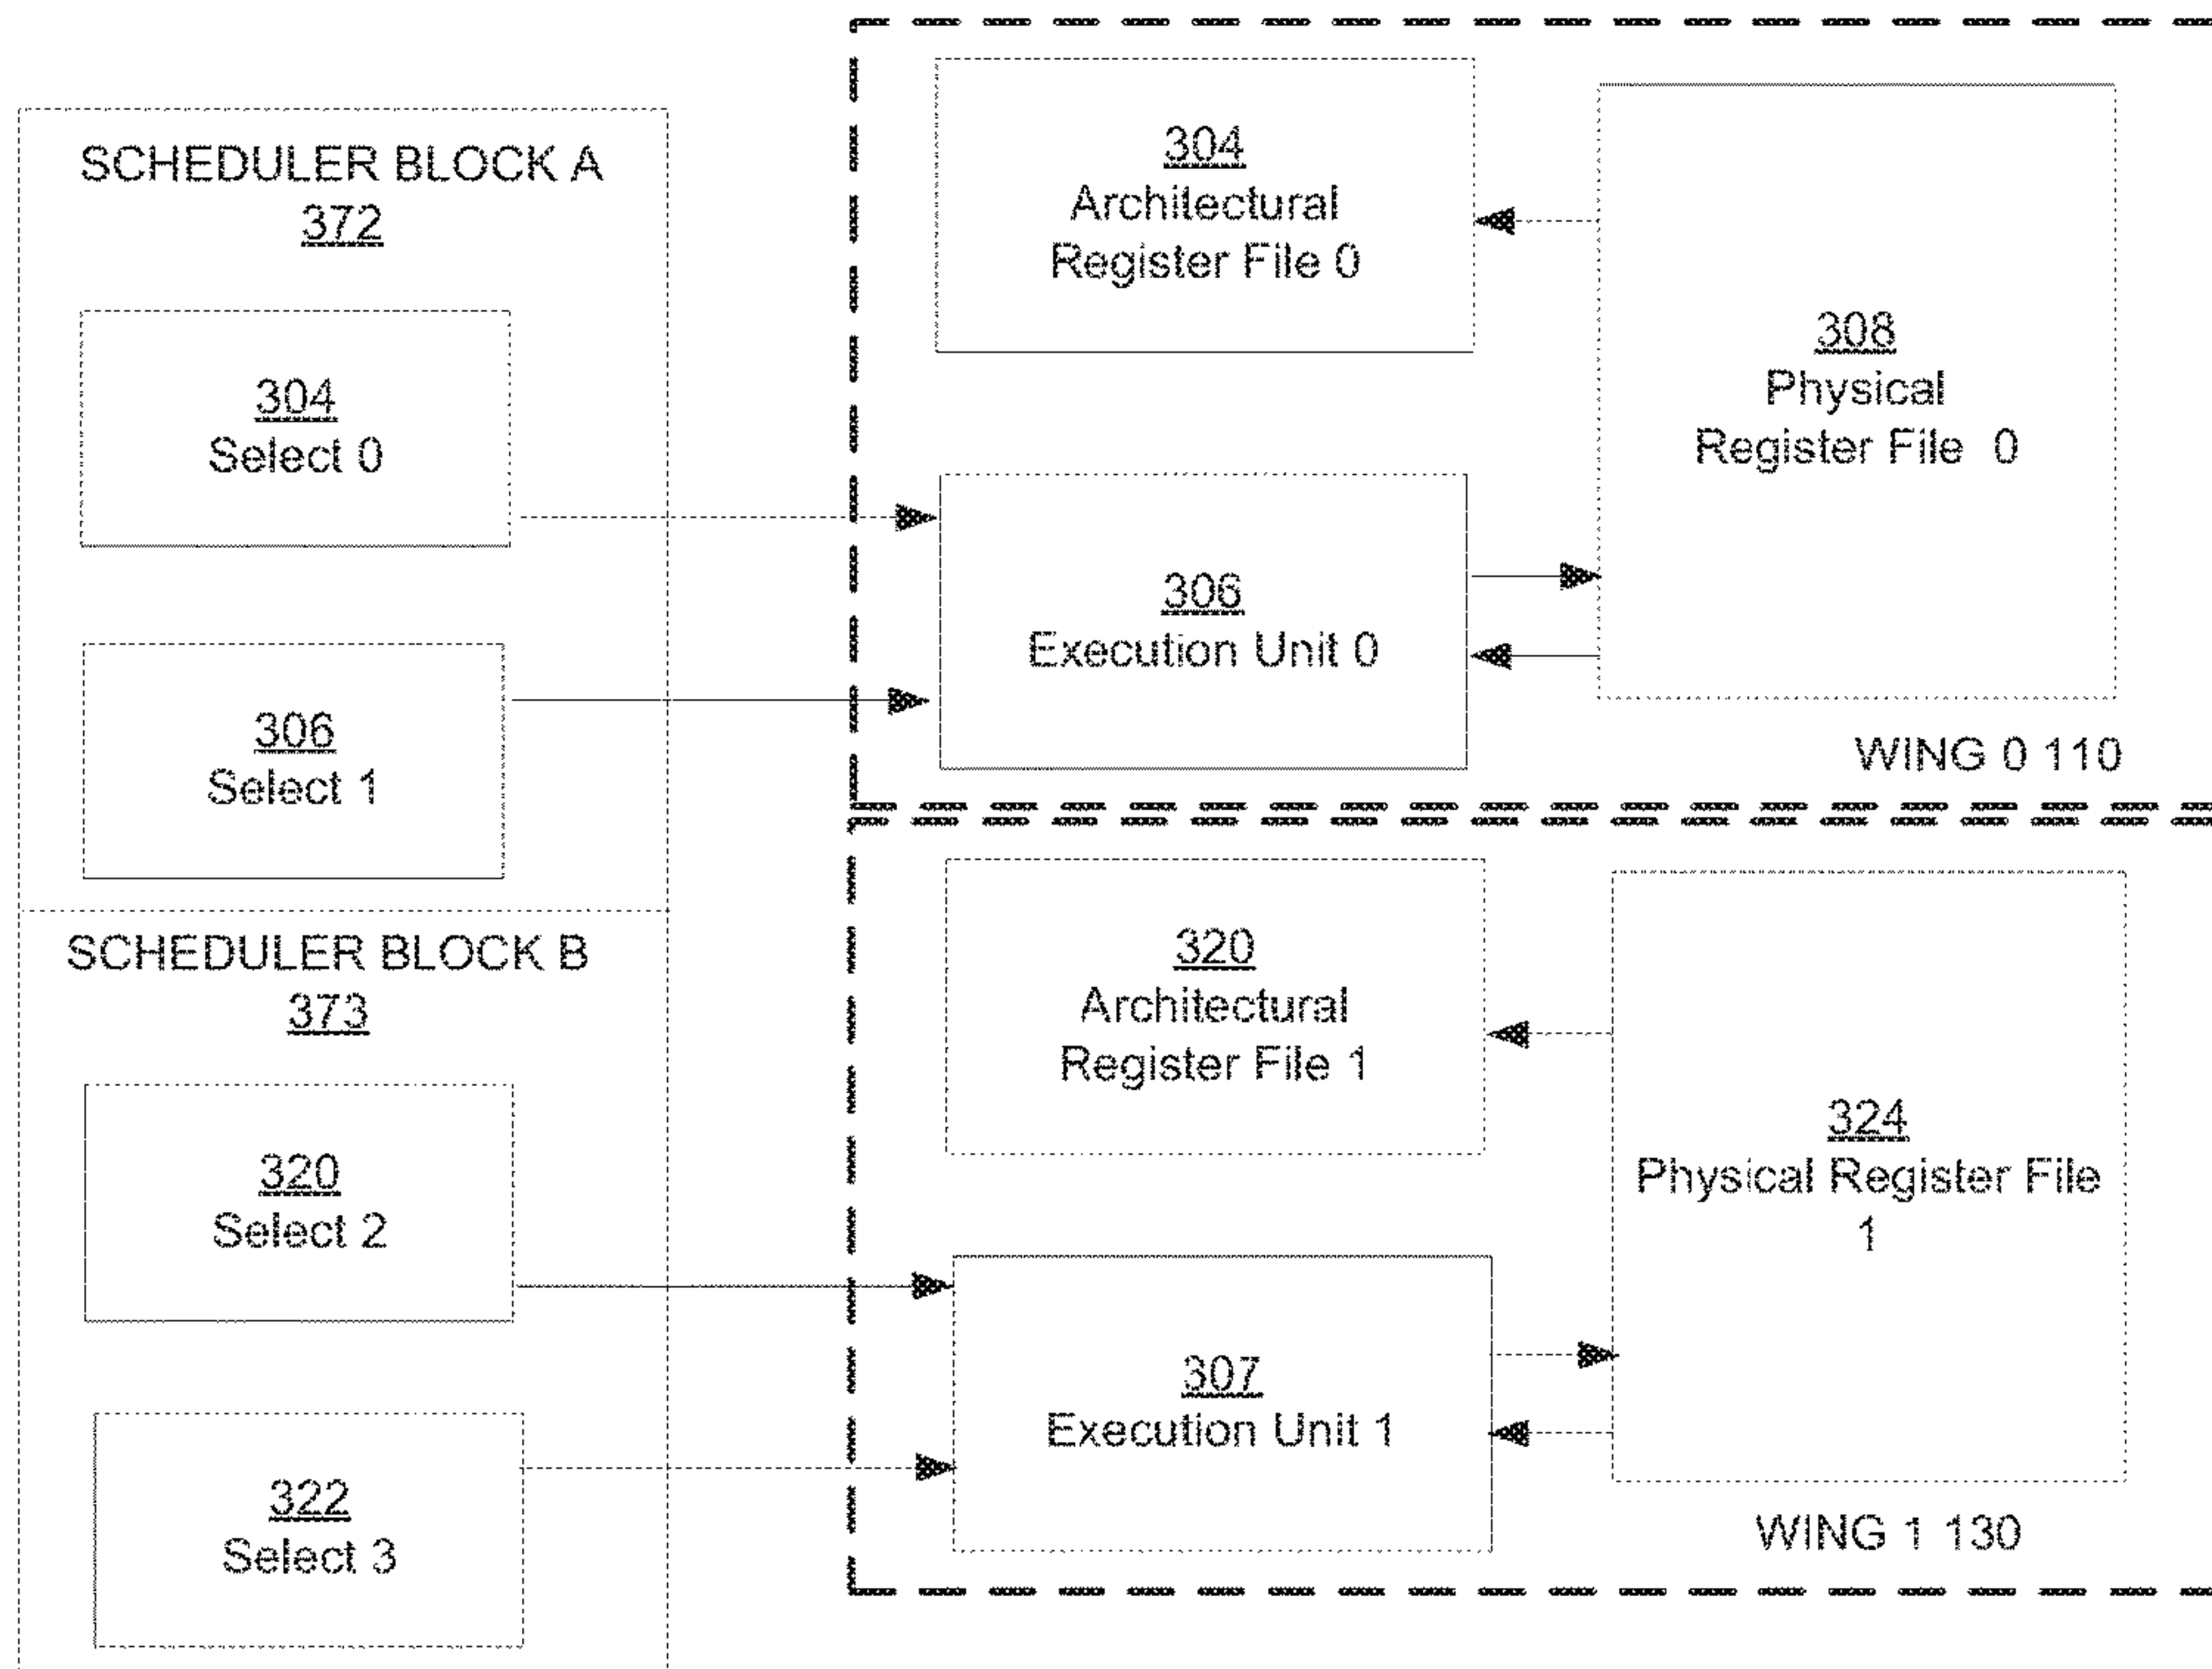 SCHEDULER BLOCK A
372
304
Select 0
306
Select 1
SCHEDULER BLOCK B
373
320
Select 2
322
Select 3
304
Architectural
Register File 0
308
Physical
Register File 0
306
Execution Unit 0
WING 0 110
320
Architectural
Register File 1
324
Physical Register File
1
307
Execution Unit 1
WING 1 130